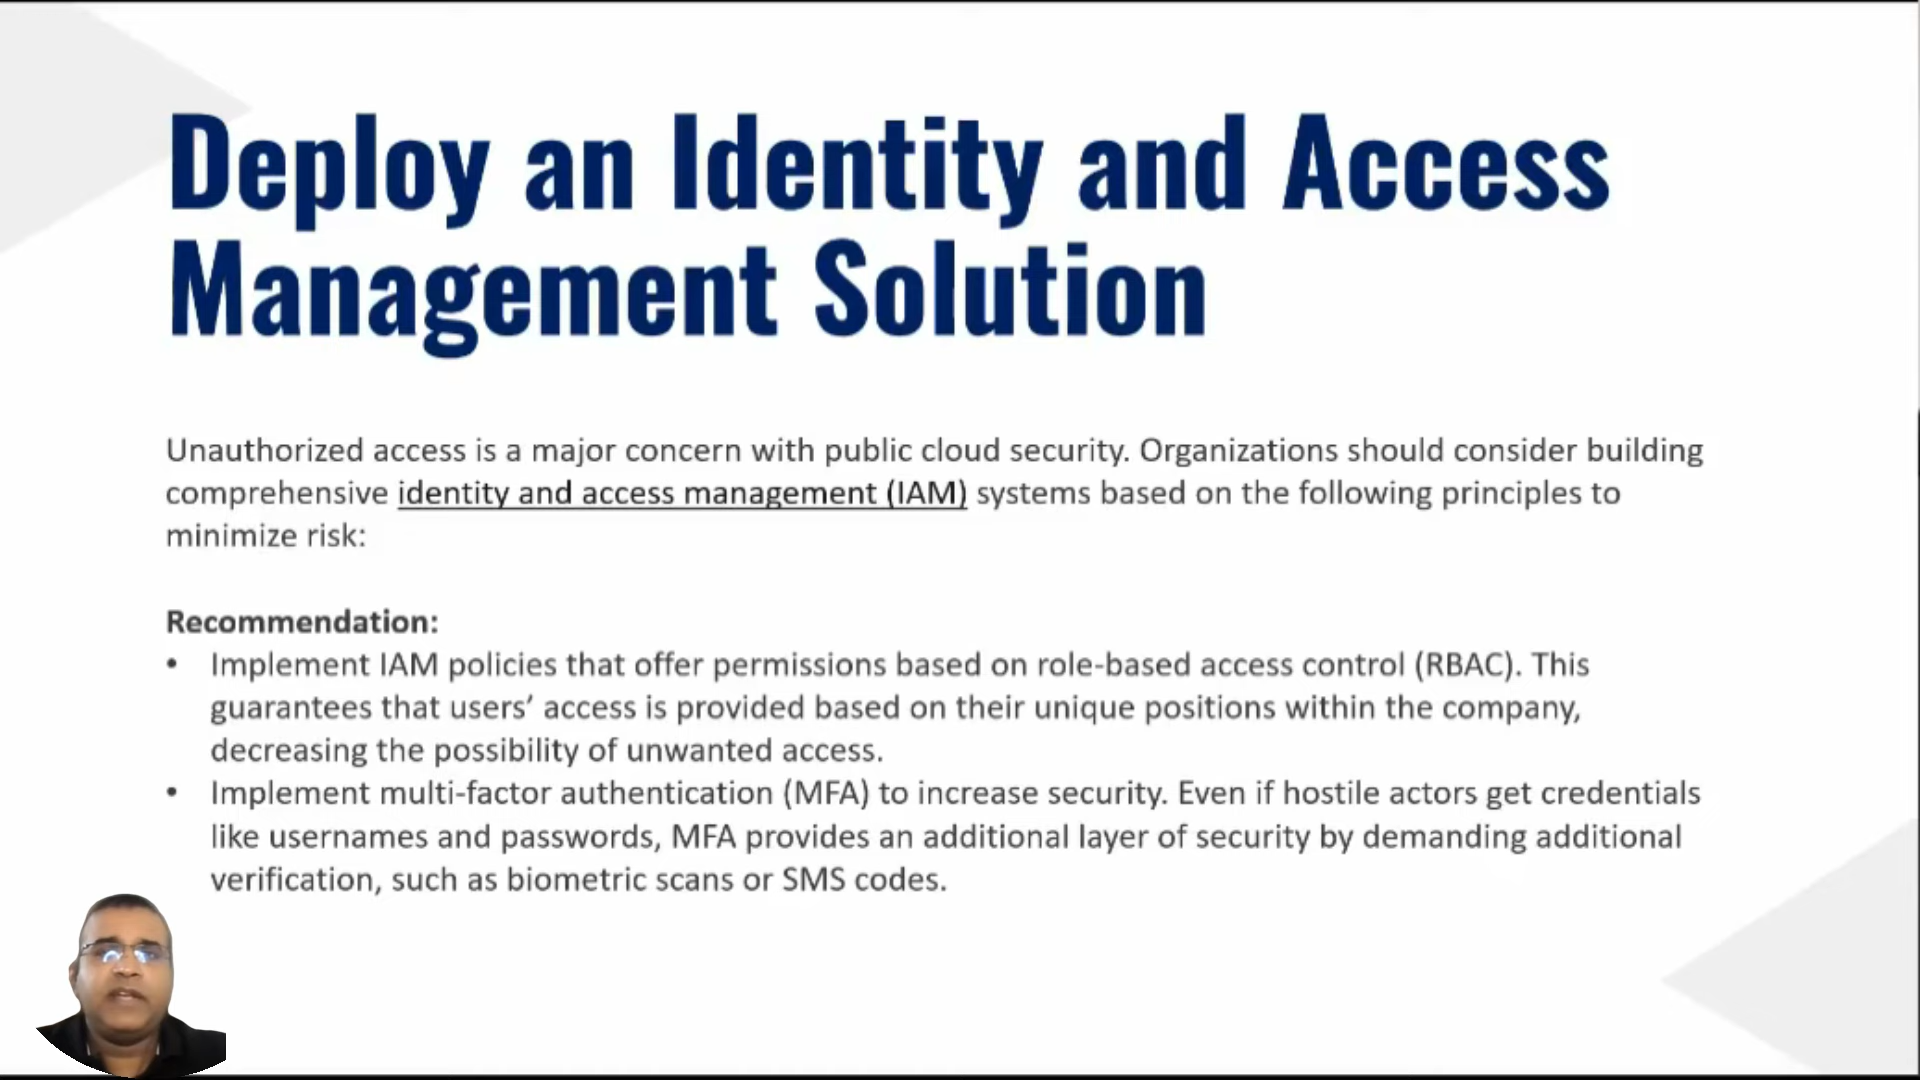 Deploy an Identity and Access
Management Solution
Unauthorized access is a major concern with public cloud security. Organizations should consider building
comprehensive identity and access management (IAM) systems based on the following principles to
minimize risk:
Recommendation:
• Implement IAM policies that offer permissions based on role-based access control (RBAC). This
guarantees that users’ access is provided based on their unique positions within the company,
decreasing the possibility of unwanted access.
• Implement multi-factor authentication (MFA) to increase security. Even if hostile actors get credentials
like usernames and passwords, MFA provides an additional layer of security by demanding additional
verification, such as biometric scans or SMS codes.